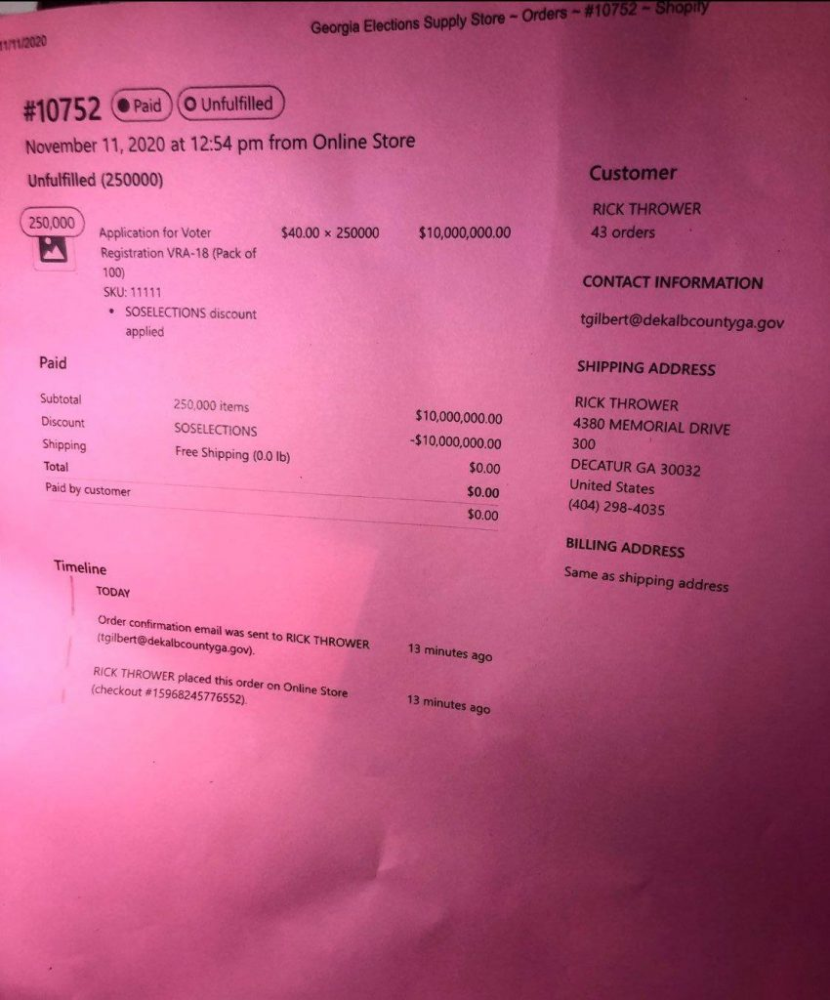 11/11/2020
Georgia Elections Supply Store ~ Orders ~ #10752 ~ Shopify
#10752 Paid Unfulfilled
November 11, 2020 at 12:54 pm from Online Store
Unfulfilled (250000)
250,000
Application for Voter $40.00 × 250000 $10,000,000.00
Registration VRA-18 (Pack of
100)
SKU: 11111
• SOSELECTIONS discount
applied
Paid
Subtotal 250,000 items $10,000,000.00
Discount SOSELECTIONS -$10,000,000.00
Shipping Free Shipping (0.0 lb) $0.00
Total $0.00
Paid by customer $0.00
Timeline
TODAY
Order confirmation email was sent to RICK THROWER 13 minutes ago
(tgilbert@dekalbcountyga.gov).
RICK THROWER placed this order on Online Store 13 minutes ago
(checkout #15968245776552).
Customer
RICK THROWER
43 orders
CONTACT INFORMATION
tgilbert@dekalbcountyga.gov
SHIPPING ADDRESS
RICK THROWER
4380 MEMORIAL DRIVE
300
DECATUR GA 30032
United States
(404) 298-4035
BILLING ADDRESS
Same as shipping address